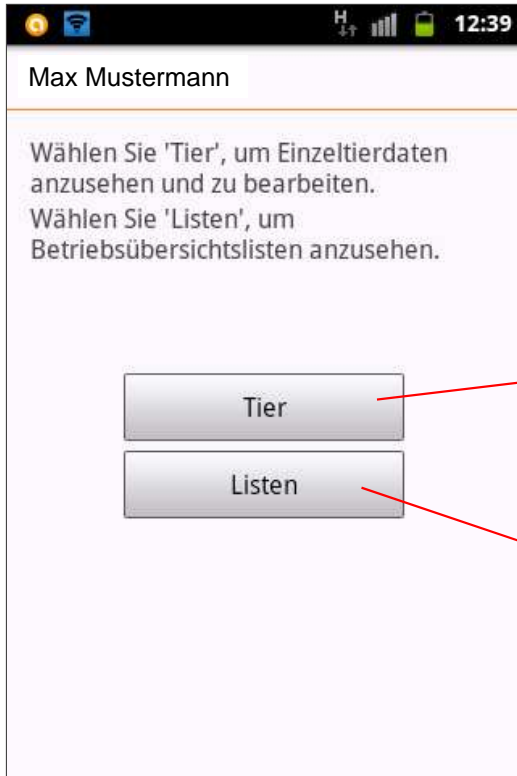 H 12:39
Max Mustermann
Wählen Sie 'Tier', um Einzeltierdaten
anzusehen und zu bearbeiten.
Wählen Sie 'Listen', um
Betriebsübersichtslisten anzusehen.
Tier
Listen